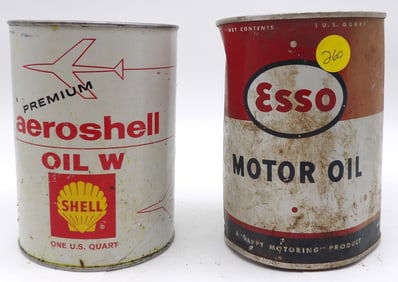 PREMIUM
aeroshell
OIL W
SHELL
ONE U.S. QUART
NET CONTENTS 1 U.S. QUART
260
Esso
MOTOR OIL
"HAPPY MOTORING" PRODUCT